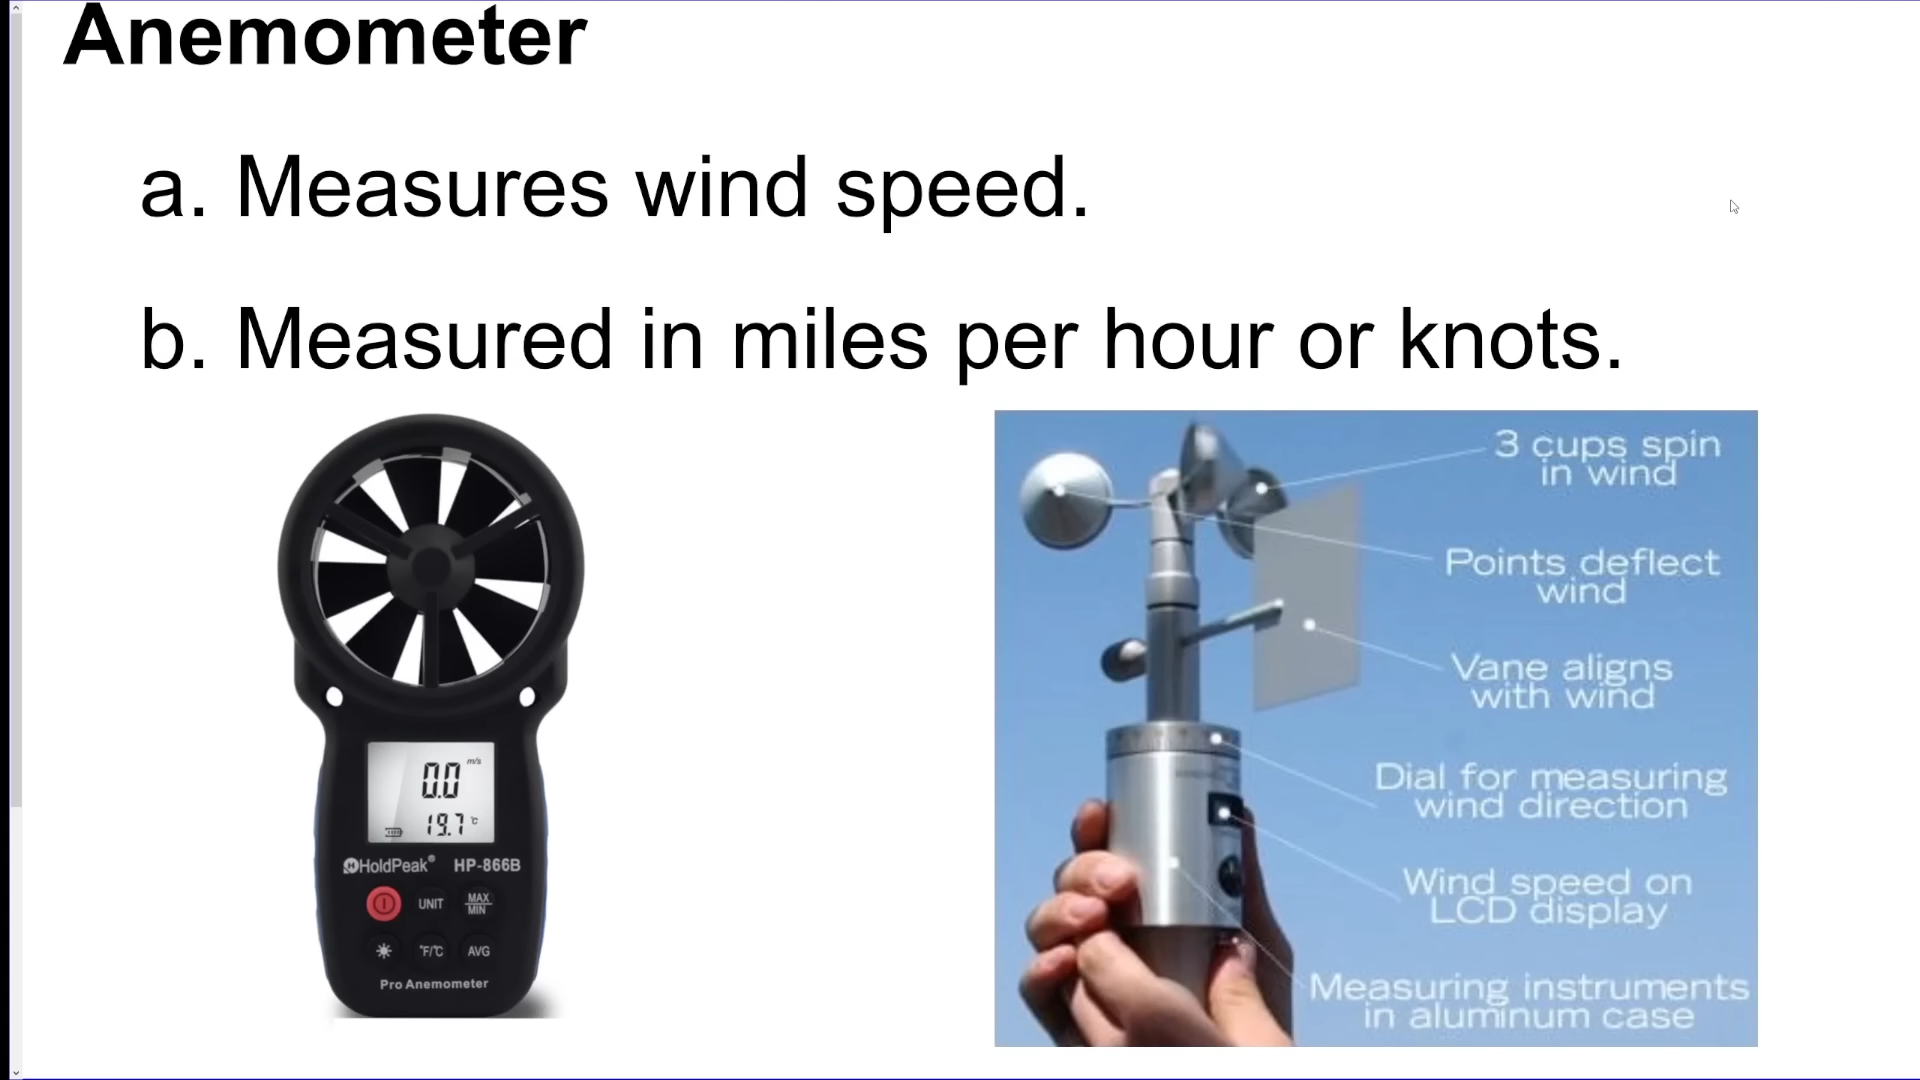 Anemometer
a. Measures wind speed.
b. Measured in miles per hour or knots.
0.0 m/s
19.7 °C
HoldPeak® HP-866B
UNIT
MAX
MIN
°F/°C
AVG
Pro Anemometer
3 cups spin
in wind
Points deflect
wind
Vane aligns
with wind
Dial for measuring
wind direction
Wind speed on
LCD display
Measuring instruments
in aluminum case